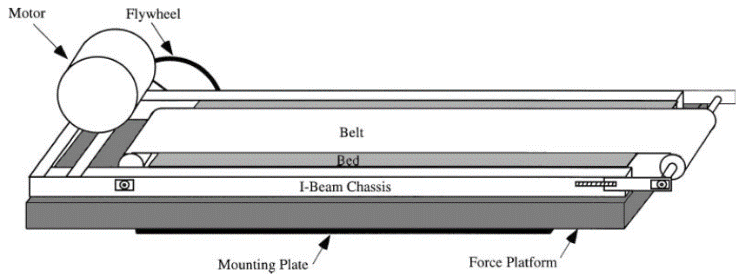 Motor
Flywheel
Belt
Bed
I-Beam Chassis
Mounting Plate
Force Platform